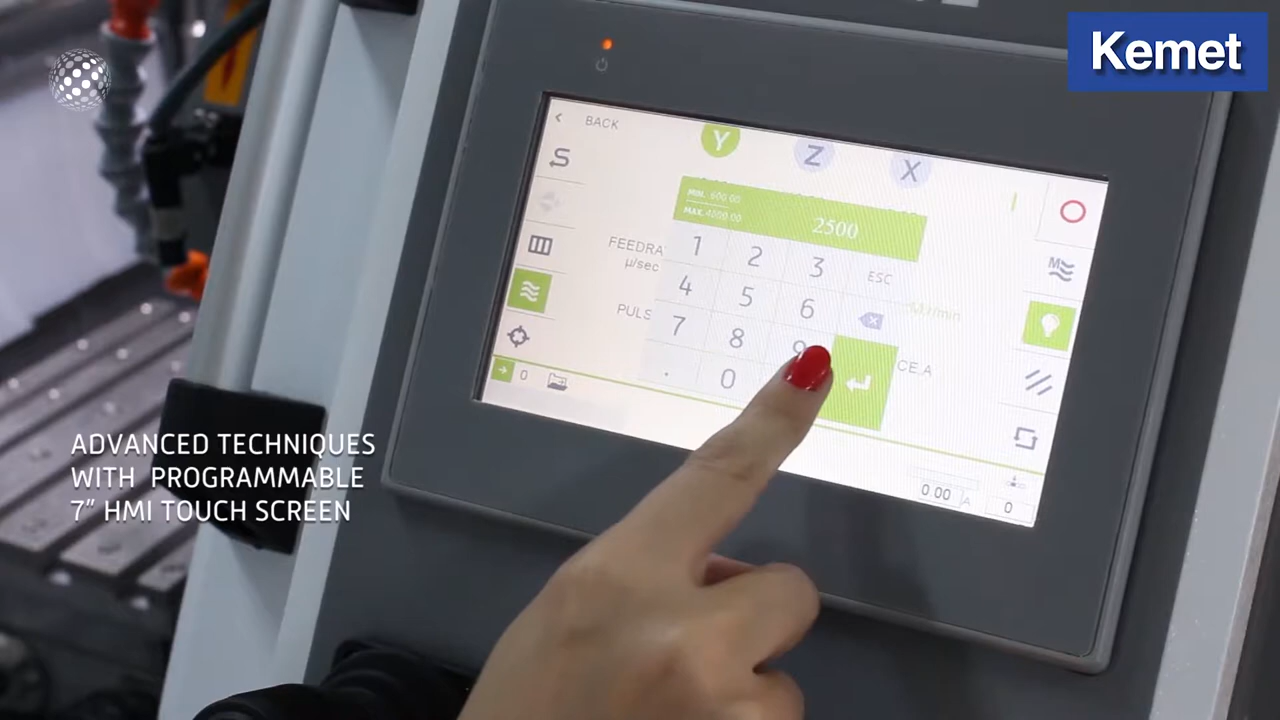 Kemet
BACK
Y
Z
X
MIN. 600.00
MAX. 4000.00
2500
FEEDRA
µ/sec
1 2 3 ESC
4 5 6
PULS
7 8 9
. 0
CE.A
M
0
0.00 A
0
ADVANCED TECHNIQUES
WITH PROGRAMMABLE
7" HMI TOUCH SCREEN